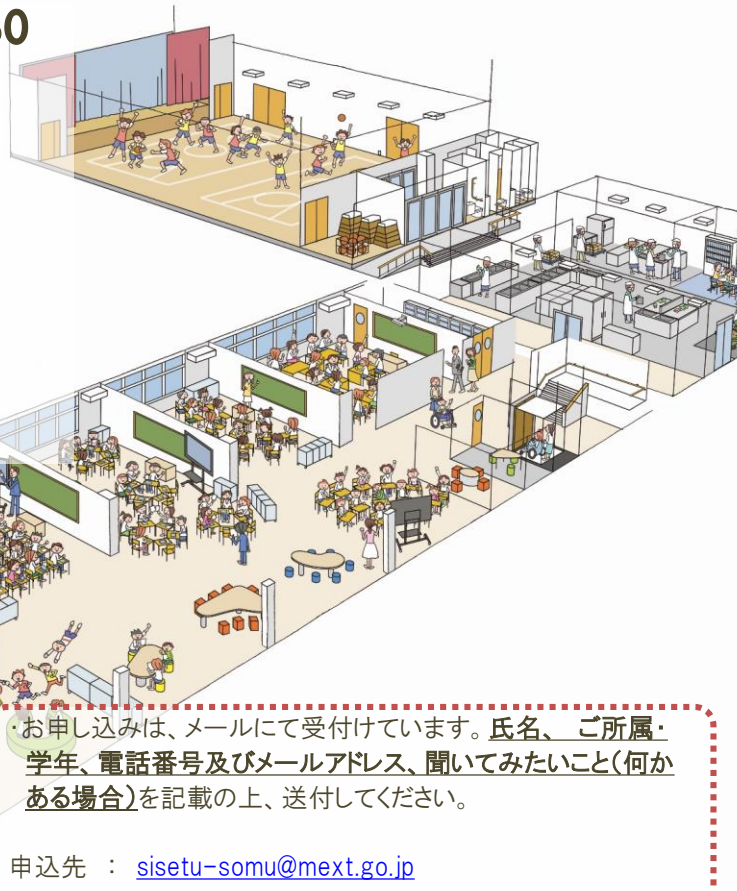 ・お申し込みは、メールにて受付けています。氏名、 ご所属・
学年、電話番号及びメールアドレス、聞いてみたいこと(何か
ある場合)を記載の上、送付してください。
申込先 : sisetu-somu@mext.go.jp